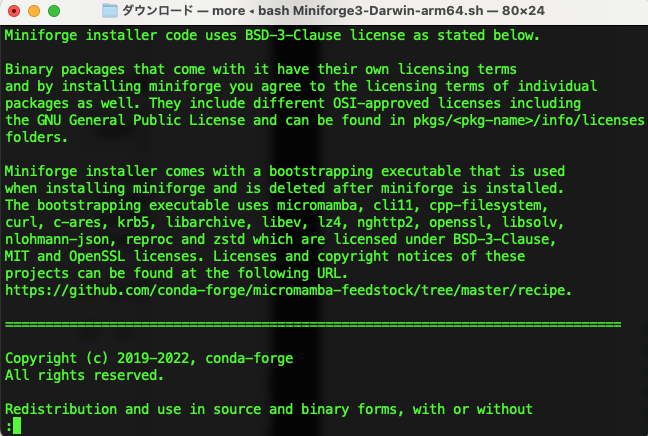 ダウンロード — more ◂ bash Miniforge3-Darwin-arm64.sh — 80×24
Miniforge installer code uses BSD-3-Clause license as stated below.
Binary packages that come with it have their own licensing terms
and by installing miniforge you agree to the licensing terms of individual
packages as well. They include different OSI-approved licenses including
the GNU General Public License and can be found in pkgs/<pkg-name>/info/licenses
folders.
Miniforge installer comes with a bootstrapping executable that is used
when installing miniforge and is deleted after miniforge is installed.
The bootstrapping executable uses micromamba, cli11, cpp-filesystem,
curl, c-ares, krb5, libarchive, libev, lz4, nghttp2, openssl, libsolv,
nlohmann-json, reproc and zstd which are licensed under BSD-3-Clause,
MIT and OpenSSL licenses. Licenses and copyright notices of these
projects can be found at the following URL.
https://github.com/conda-forge/micromamba-feedstock/tree/master/recipe.
=============================================================================
Copyright (c) 2019-2022, conda-forge
All rights reserved.
Redistribution and use in source and binary forms, with or without
: